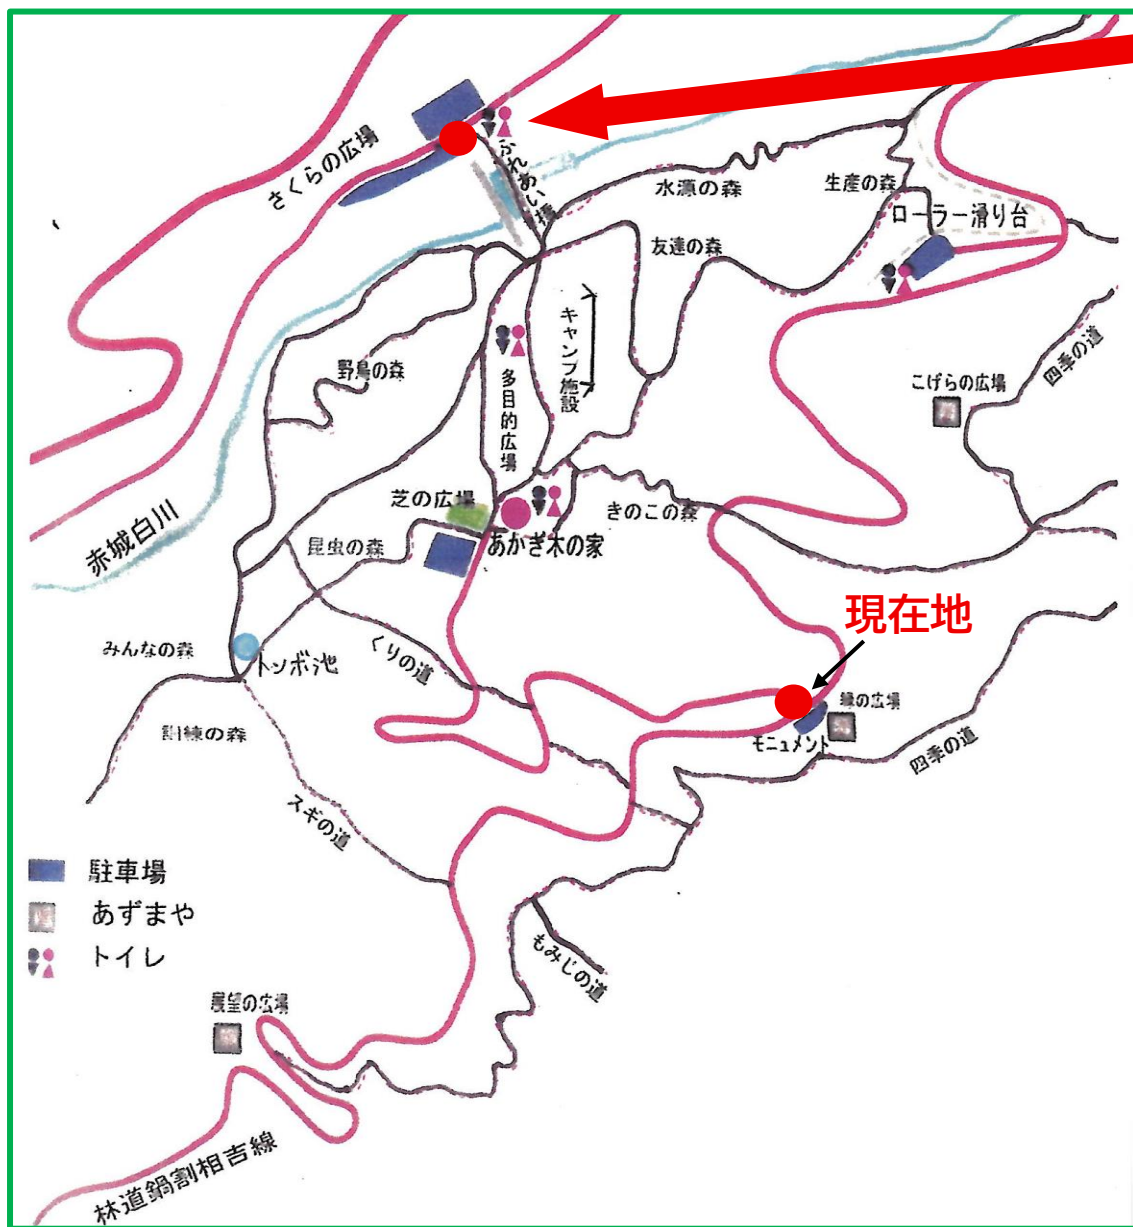 さくらの広場
ふれあい橋
水源の森
生産の森
ローラー滑り台
友達の森
キャンプ施設
野鳥の森
多目的広場
こげらの広場
四季の道
赤城白川
芝の広場
昆虫の森
あかぎ木の家
きのこの森
現在地
みんなの森
トンボ池
くりの道
緑の広場
訓練の森
モニュメント
四季の道
スギの道
駐車場
あずまや
トイレ
もみじの道
展望の広場
林道鍋割相吉線